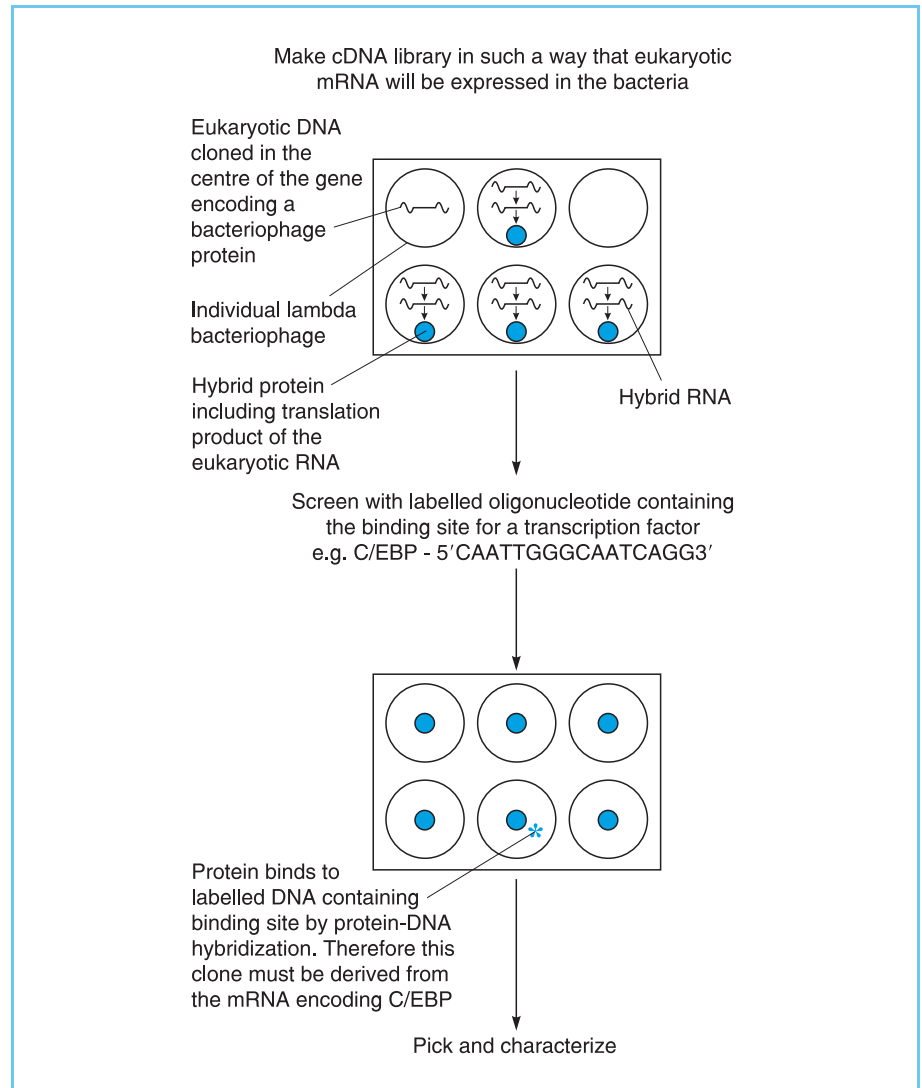 Make cDNA library in such a way that eukaryotic
mRNA will be expressed in the bacteria
Eukaryotic DNA
cloned in the
centre of the gene
encoding a
bacteriophage
protein
Individual lambda
bacteriophage
Hybrid protein
including translation
product of the
eukaryotic RNA
Hybrid RNA
Screen with labelled oligonucleotide containing
the binding site for a transcription factor
e.g. C/EBP - 5′CAATTGGGCAATCAGG3′
Protein binds to
labelled DNA containing
binding site by protein-DNA
hybridization. Therefore this
clone must be derived from
the mRNA encoding C/EBP
Pick and characterize